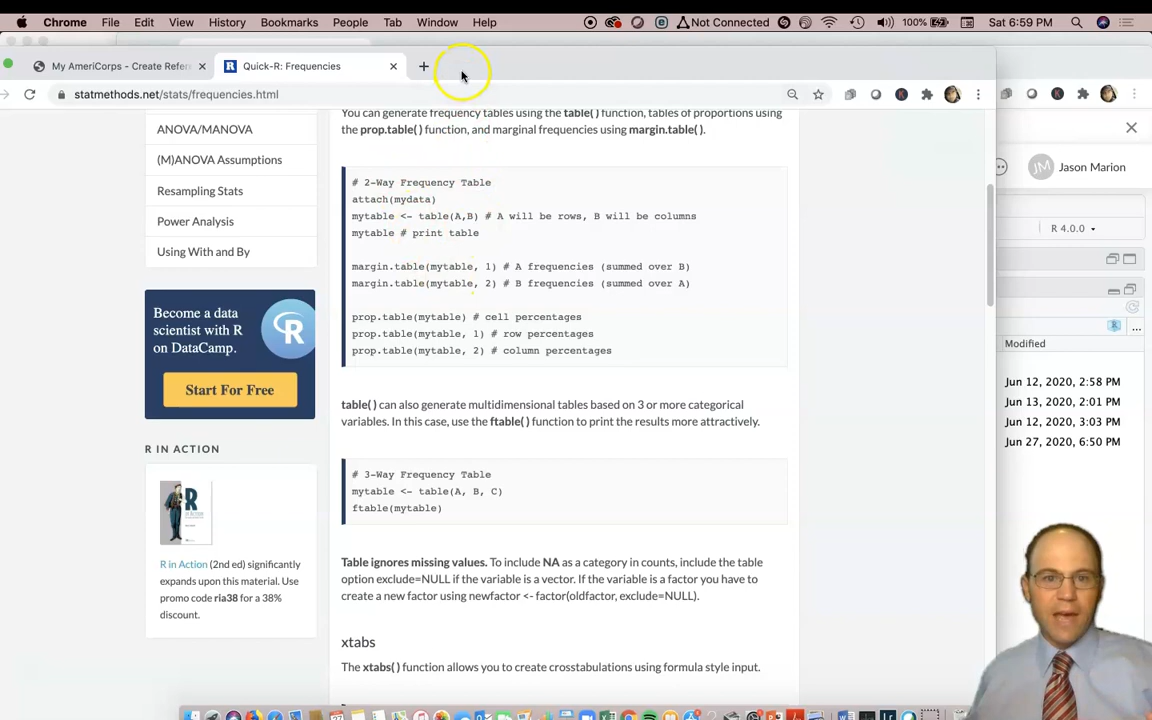 Chrome File Edit View History Bookmarks People Tab Window Help Not Connected 100% Sat 6:59 PM
My AmeriCorps - Create Refer Quick-R: Frequencies
statmethods.net/stats/frequencies.html
You can generate frequency tables using the table( ) function, tables of proportions using
the prop.table( ) function, and marginal frequencies using margin.table( ).
ANOVA/MANOVA
(M)ANOVA Assumptions
Resampling Stats
Power Analysis
Using With and By
# 2-Way Frequency Table
attach(mydata)
mytable <- table(A,B) # A will be rows, B will be columns
mytable # print table
margin.table(mytable, 1) # A frequencies (summed over B)
margin.table(mytable, 2) # B frequencies (summed over A)
prop.table(mytable) # cell percentages
prop.table(mytable, 1) # row percentages
prop.table(mytable, 2) # column percentages
Become a data
scientist with R
on DataCamp.
R
Start For Free
table( ) can also generate multidimensional tables based on 3 or more categorical
variables. In this case, use the ftable( ) function to print the results more attractively.
R IN ACTION
# 3-Way Frequency Table
mytable <- table(A, B, C)
ftable(mytable)
R in Action (2nd ed) significantly
expands upon this material. Use
promo code ria38 for a 38%
discount.
Table ignores missing values. To include NA as a category in counts, include the table
option exclude=NULL if the variable is a vector. If the variable is a factor you have to
create a new factor using newfactor <- factor(oldfactor, exclude=NULL).
xtabs
The xtabs( ) function allows you to create crosstabulations using formula style input.
JM Jason Marion
R 4.0.0
Modified
Jun 12, 2020, 2:58 PM
Jun 13, 2020, 2:01 PM
Jun 12, 2020, 3:03 PM
Jun 27, 2020, 6:50 PM